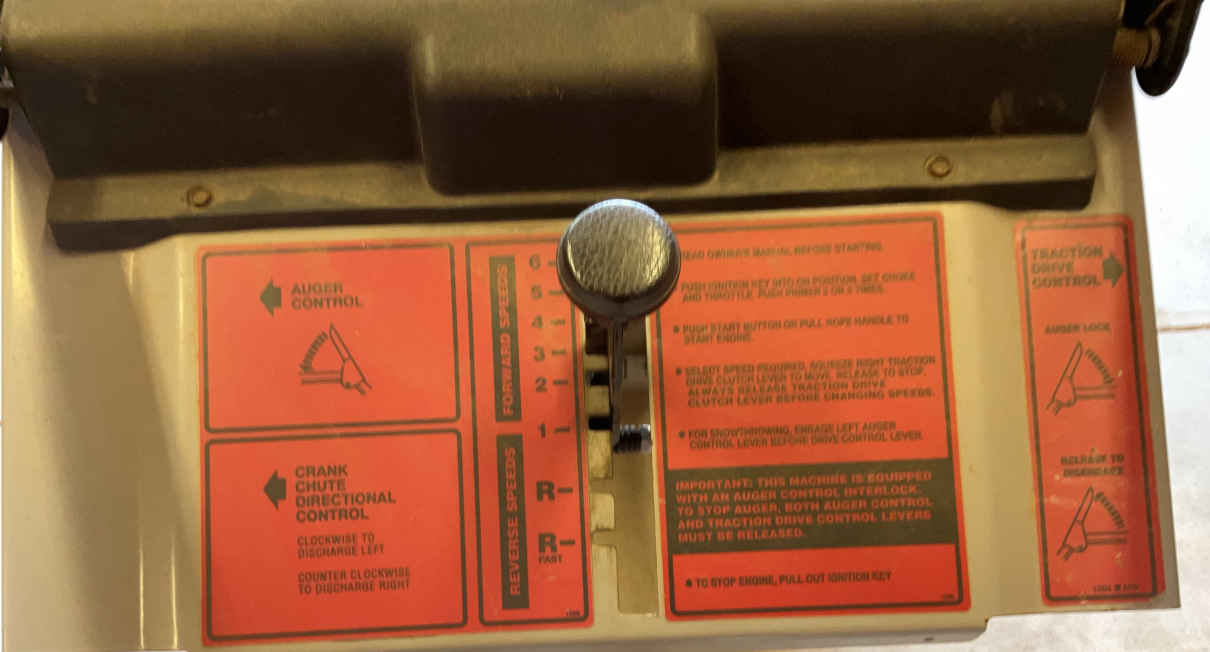 AUGER
CONTROL
CRANK
CHUTE
DIRECTIONAL
CONTROL
CLOCKWISE TO
DISCHARGE LEFT
COUNTER CLOCKWISE
TO DISCHARGE RIGHT
FORWARD SPEEDS
6
5
4
3
2
1
REVERSE SPEEDS
R
R
FAST
READ OWNER'S MANUAL BEFORE STARTING.
PUSH IGNITION KEY INTO ON POSITION. SET CHOKE
AND THROTTLE. PUSH PRIMER 2 OR 3 TIMES.
• PUSH START BUTTON OR PULL ROPE HANDLE TO
START ENGINE.
• SELECT SPEED REQUIRED. SQUEEZE RIGHT TRACTION
DRIVE CLUTCH LEVER TO MOVE. RELEASE TO STOP.
ALWAYS RELEASE TRACTION DRIVE
CLUTCH LEVER BEFORE CHANGING SPEEDS.
• FOR SNOWTHROWING, ENGAGE LEFT AUGER
CONTROL LEVER BEFORE DRIVE CONTROL LEVER.
IMPORTANT: THIS MACHINE IS EQUIPPED
WITH AN AUGER CONTROL INTERLOCK.
TO STOP AUGER, BOTH AUGER CONTROL
AND TRACTION DRIVE CONTROL LEVERS
MUST BE RELEASED.
• TO STOP ENGINE, PULL OUT IGNITION KEY
TRACTION
DRIVE
CONTROL
AUGER LOCK
RELEASE TO
DISENGAGE